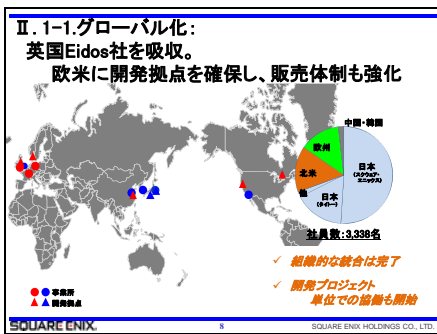 Ⅱ．1-1.グローバル化：
英国Eidos社を吸収。
欧米に開発拠点を確保し、販売体制も強化
中国・韓国
欧州
北米
他
日本
(スクウェア・
エニックス)
日本
(タイトー)
社員数：3,338名
✓ 組織的な統合は完了
✓ 開発プロジェクト
単位での協働も開始
●● 事業所
▲▲ 開発拠点
SQUARE ENIX.
8
SQUARE ENIX HOLDINGS CO., LTD.